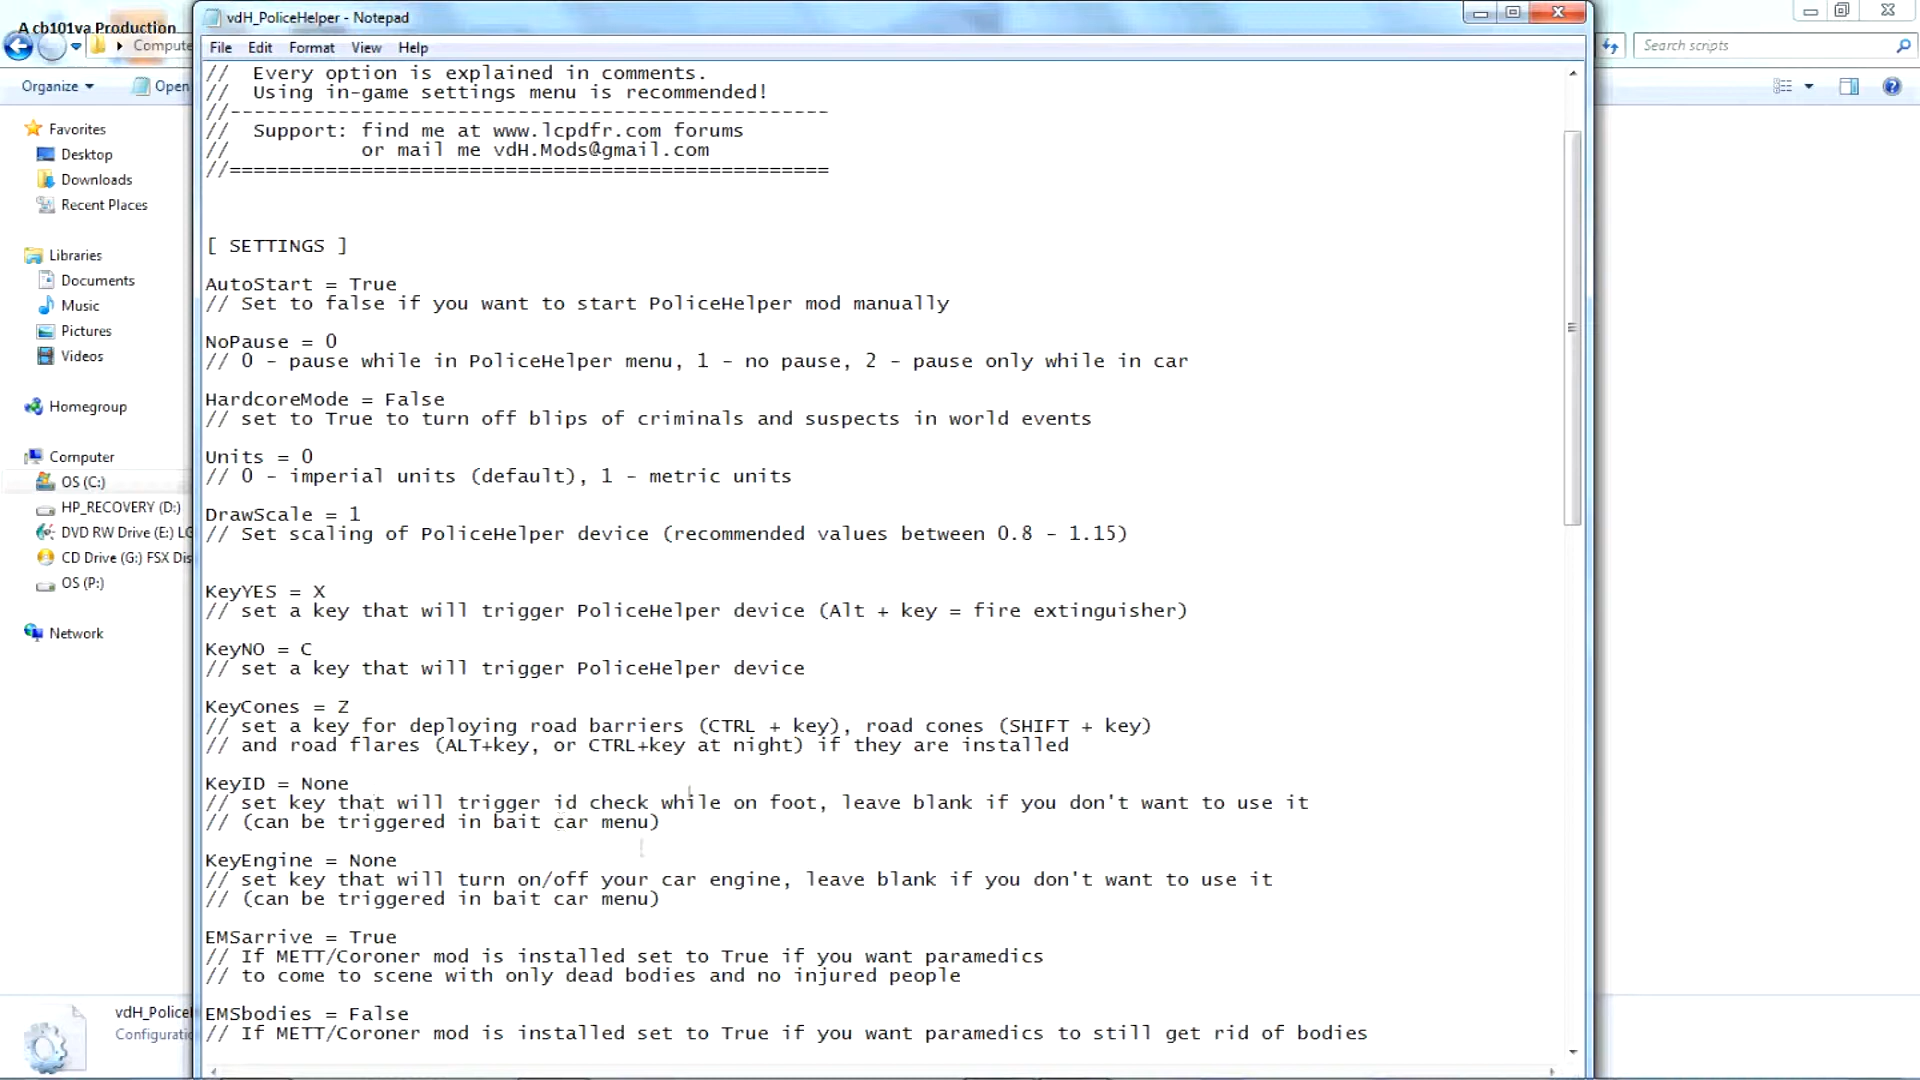 A cb101va Production
vdH_PoliceHelper - Notepad
Compute
Search scripts
File Edit Format View Help
Organize
Open
// Every option is explained in comments.
// Using in-game settings menu is recommended!
//--------------------------------------------------
// Support: find me at www.lcpdfr.com forums
// or mail me vdH.Mods@gmail.com
//==================================================
[ SETTINGS ]
AutoStart = True
// Set to false if you want to start PoliceHelper mod manually
NoPause = 0
// 0 - pause while in PoliceHelper menu, 1 - no pause, 2 - pause only while in car
HardcoreMode = False
// set to True to turn off blips of criminals and suspects in world events
Units = 0
// 0 - imperial units (default), 1 - metric units
DrawScale = 1
// Set scaling of PoliceHelper device (recommended values between 0.8 - 1.15)
KeyYES = X
// set a key that will trigger PoliceHelper device (Alt + key = fire extinguisher)
KeyNO = C
// set a key that will trigger PoliceHelper device
KeyCones = Z
// set a key for deploying road barriers (CTRL + key), road cones (SHIFT + key)
// and road flares (ALT+key, or CTRL+key at night) if they are installed
KeyID = None
// set key that will trigger id check while on foot, leave blank if you don't want to use it
// (can be triggered in bait car menu)
KeyEngine = None
// set key that will turn on/off your car engine, leave blank if you don't want to use it
// (can be triggered in bait car menu)
EMSarrive = True
// If METT/Coroner mod is installed set to True if you want paramedics
// to come to scene with only dead bodies and no injured people
EMSbodies = False
// If METT/Coroner mod is installed set to True if you want paramedics to still get rid of bodies
Favorites
Desktop
Downloads
Recent Places
Libraries
Documents
Music
Pictures
Videos
Homegroup
Computer
OS (C:)
HP_RECOVERY (D:)
DVD RW Drive (E:) LG
CD Drive (G:) FSX Dis
OS (P:)
Network
vdH_PoliceH
Configuratio